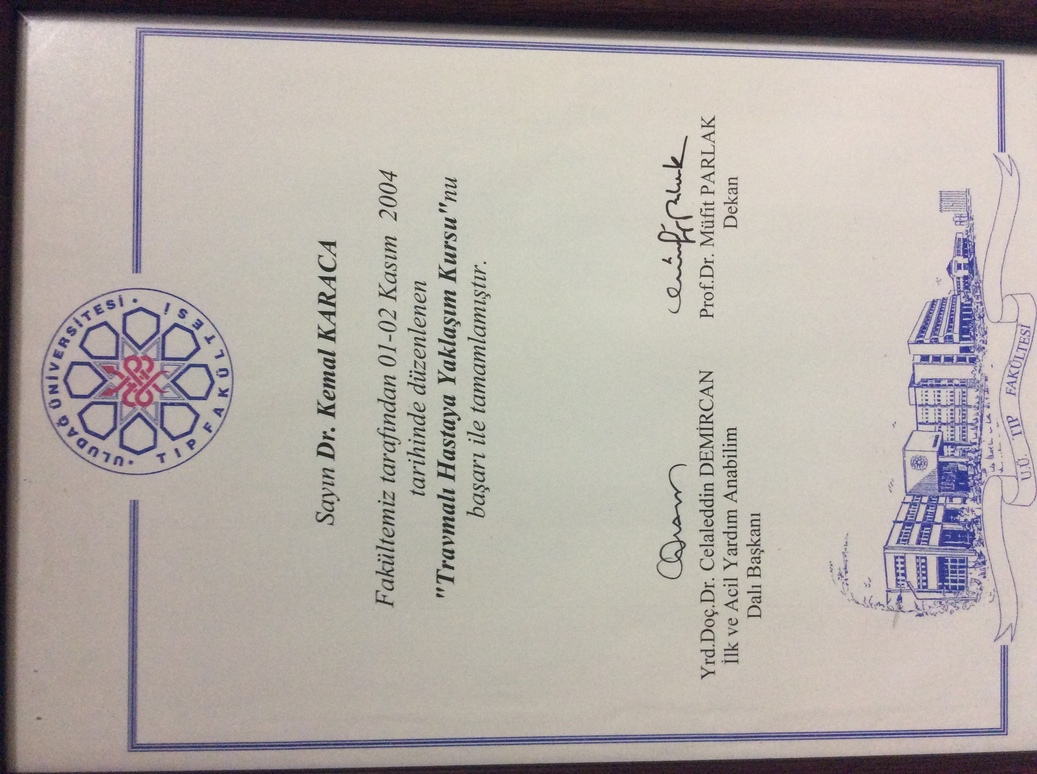 · ULUDAĞ ÜNİVERSİTESİ ·
TIP FAKÜLTESİ
Sayın Dr. Kemal KARACA
Fakültemiz tarafından 01-02 Kasım 2004
tarihinde düzenlenen
"Travmalı Hastaya Yaklaşım Kursu"nu
başarı ile tamamlamıştır.
Yrd.Doç.Dr. Celaleddin DEMİRCAN
İlk ve Acil Yardım Anabilim
Dalı Başkanı
Prof.Dr. Müfit PARLAK
Dekan
U.Ü. TIP FAKÜLTESİ